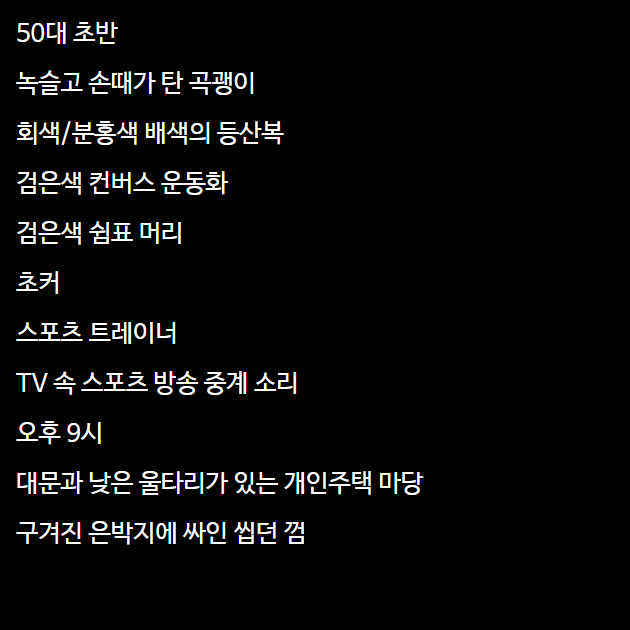 50대 초반
녹슬고 손때가 탄 곡괭이
회색/분홍색 배색의 등산복
검은색 컨버스 운동화
검은색 쉼표 머리
초커
스포츠 트레이너
TV 속 스포츠 방송 중계 소리
오후 9시
대문과 낮은 울타리가 있는 개인주택 마당
구겨진 은박지에 싸인 씹던 껌